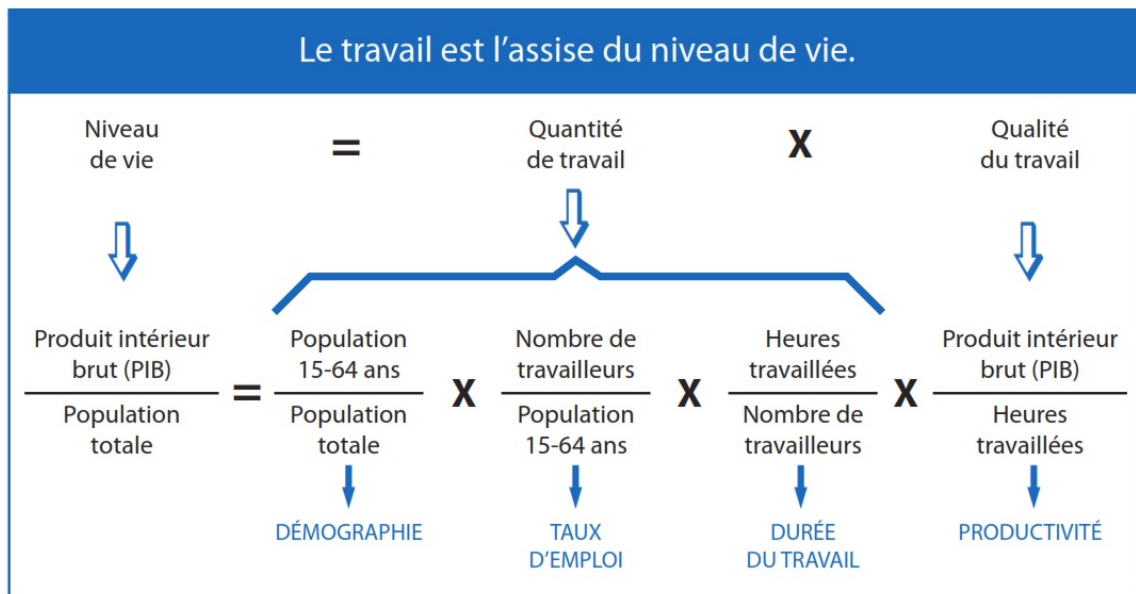 Le travail est l’assise du niveau de vie.
Niveau
de vie
=
Quantité
de travail
X
Qualité
du travail
Produit intérieur
brut (PIB)
Population
totale
=
Population
15-64 ans
Population
totale
X
Nombre de
travailleurs
Population
15-64 ans
X
Heures
travaillées
Nombre de
travailleurs
X
Produit intérieur
brut (PIB)
Heures
travaillées
DÉMOGRAPHIE
TAUX
D’EMPLOI
DURÉE
DU TRAVAIL
PRODUCTIVITÉ